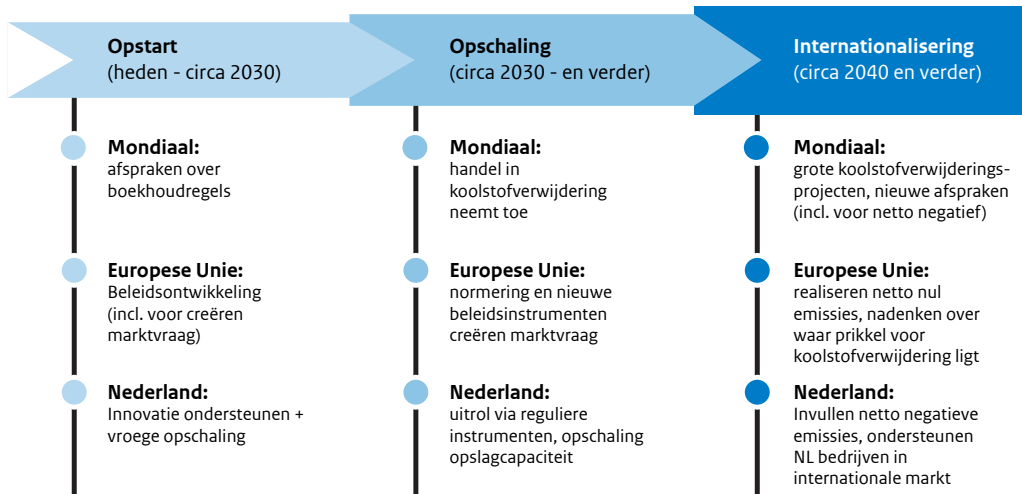 Opstart
(heden - circa 2030)
Opschaling
(circa 2030 - en verder)
Internationalisering
(circa 2040 en verder)
Mondiaal:
afspraken over
boekhoudregels
Mondiaal:
handel in
koolstofverwijdering
neemt toe
Mondiaal:
grote koolstofverwijderings-
projecten, nieuwe afspraken
(incl. voor netto negatief)
Europese Unie:
Beleidsontwikkeling
(incl. voor creëren
marktvraag)
Europese Unie:
normering en nieuwe
beleidsinstrumenten
creëren marktvraag
Europese Unie:
realiseren netto nul
emissies, nadenken over
waar prikkel voor
koolstofverwijdering ligt
Nederland:
Innovatie ondersteunen +
vroege opschaling
Nederland:
uitrol via reguliere
instrumenten, opschaling
opslagcapaciteit
Nederland:
Invullen netto negatieve
emissies, ondersteunen
NL bedrijven in
internationale markt